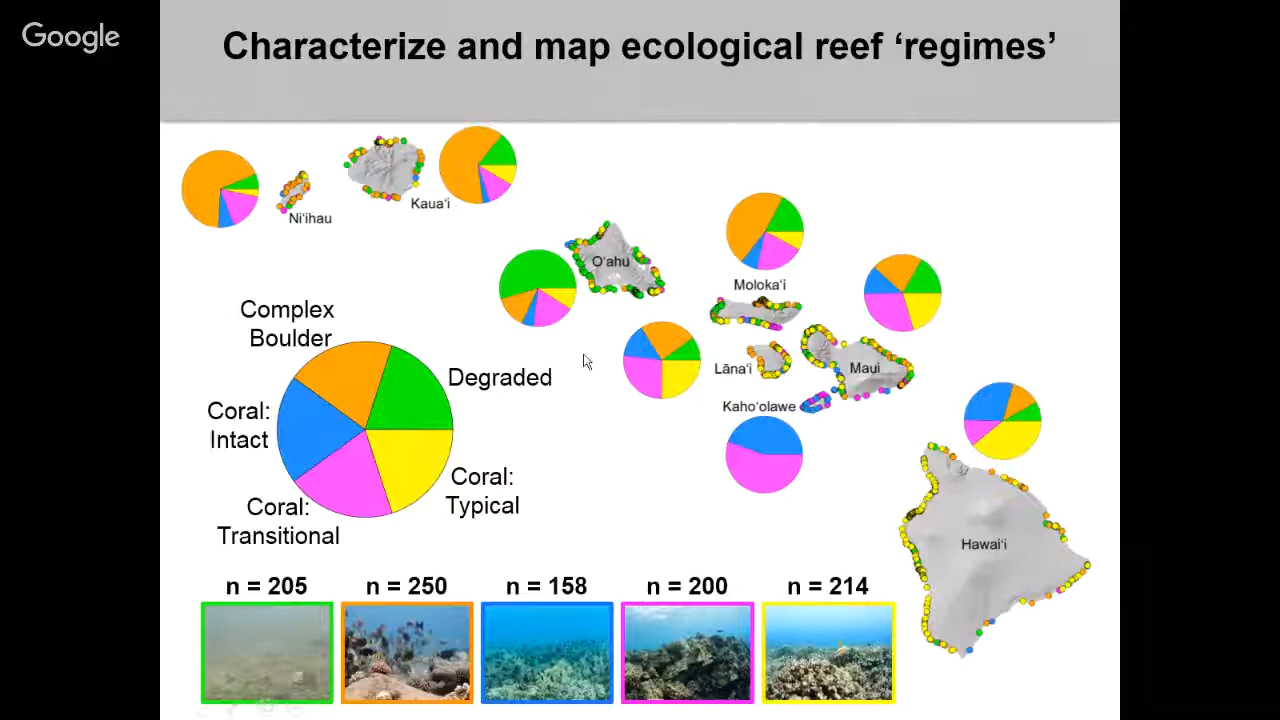 Google
Characterize and map ecological reef ‘regimes’
Ni‘ihau
Kaua‘i
O‘ahu
Moloka‘i
Lāna‘i
Maui
Kaho‘olawe
Hawai‘i
Complex
Boulder
Degraded
Coral:
Intact
Coral:
Typical
Coral:
Transitional
n = 205
n = 250
n = 158
n = 200
n = 214